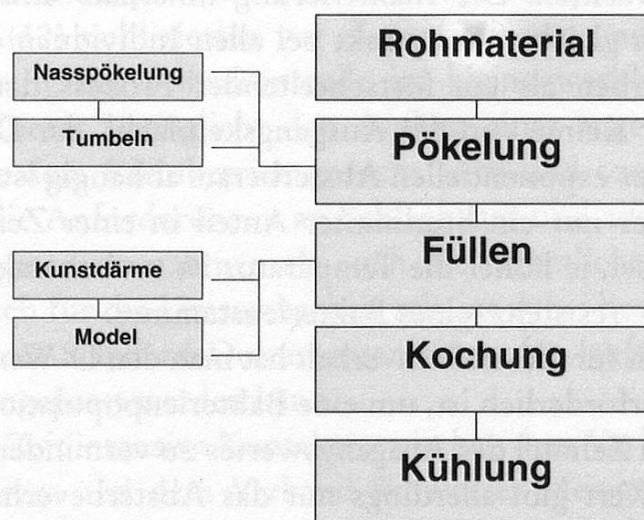 Rohmaterial
Nasspökelung
Tumbeln
Pökelung
Füllen
Kunstdärme
Model
Kochung
Kühlung